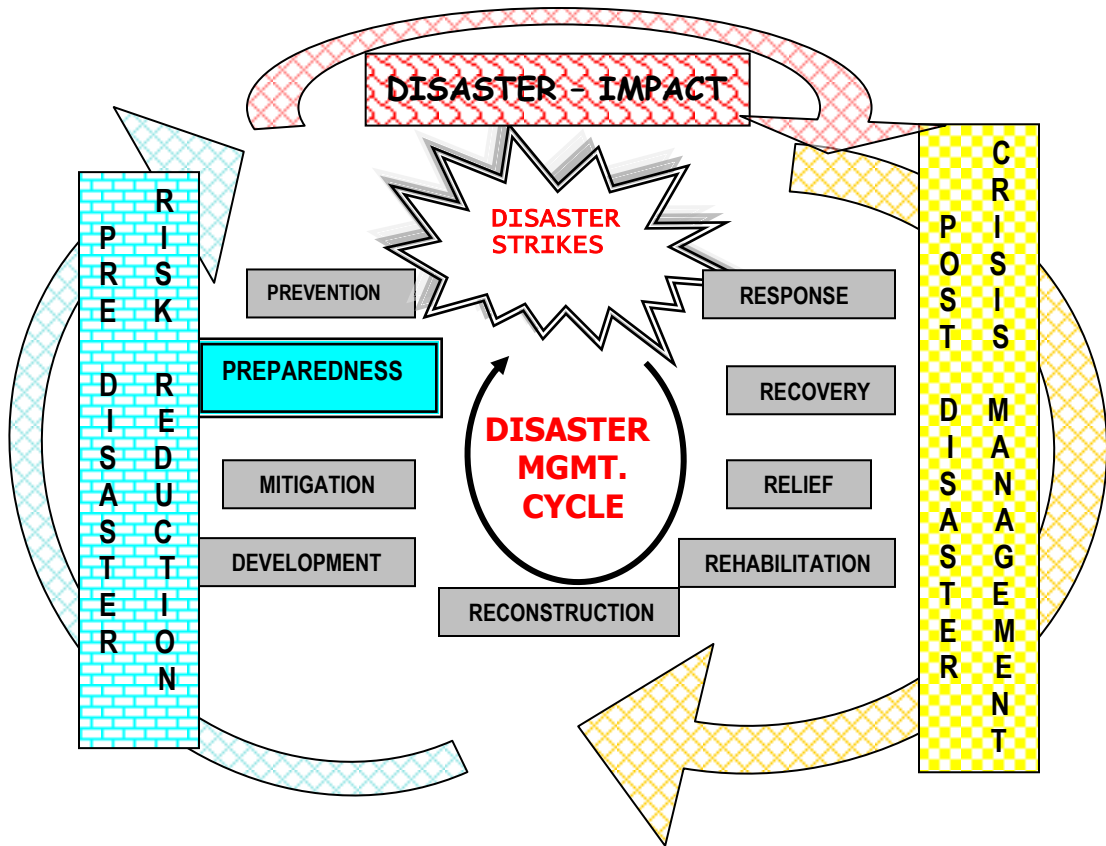 DISASTER - IMPACT
DISASTER
STRIKES
PRE DISASTER
RISK REDUCTION
PREVENTION
PREPAREDNESS
MITIGATION
DEVELOPMENT
DISASTER
MGMT.
CYCLE
RECONSTRUCTION
RESPONSE
RECOVERY
RELIEF
REHABILITATION
POST DISASTER
CRISIS MANAGEMENT